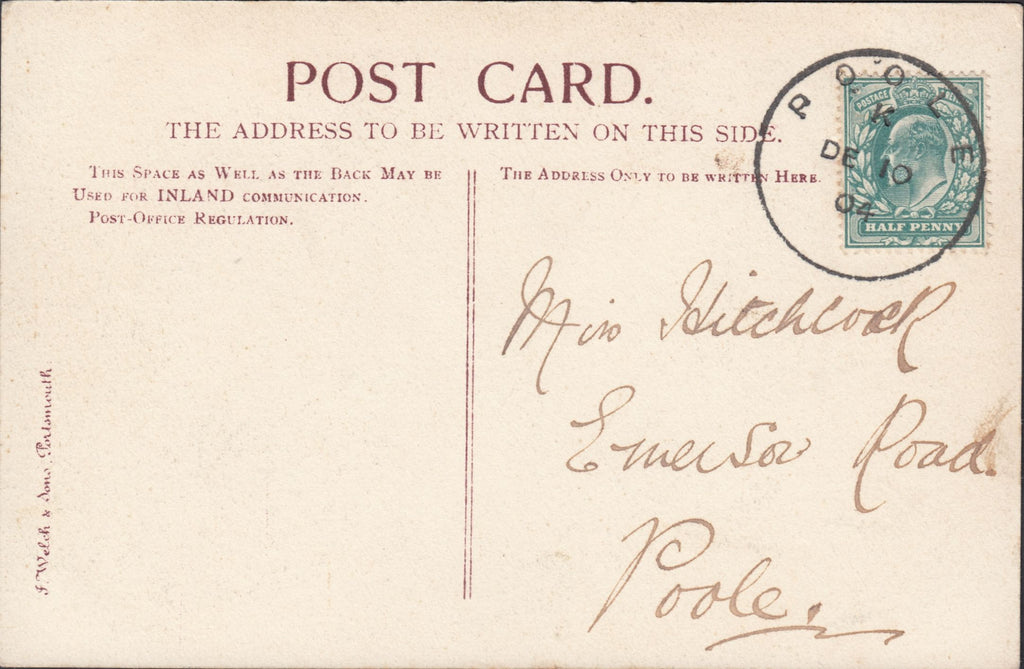 POST CARD.
THE ADDRESS TO BE WRITTEN ON THIS SIDE.
THIS SPACE AS WELL AS THE BACK MAY BE
USED FOR INLAND COMMUNICATION.
POST-OFFICE REGULATION.
THE ADDRESS ONLY TO BE WRITTEN HERE.
POOLE
K
DE 10
04
POSTAGE
HALF PENNY
Miss Hitchcock
Emerson Road.
Poole.
J. Welch & Sons, Portsmouth